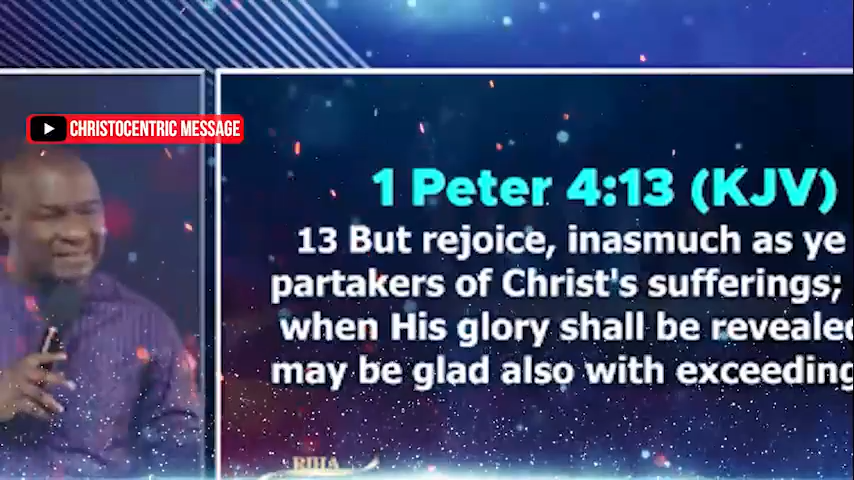 CHRISTOCENTRIC MESSAGE
1 Peter 4:13 (KJV)
13 But rejoice, inasmuch as ye
partakers of Christ's sufferings;
when His glory shall be revealed
may be glad also with exceeding